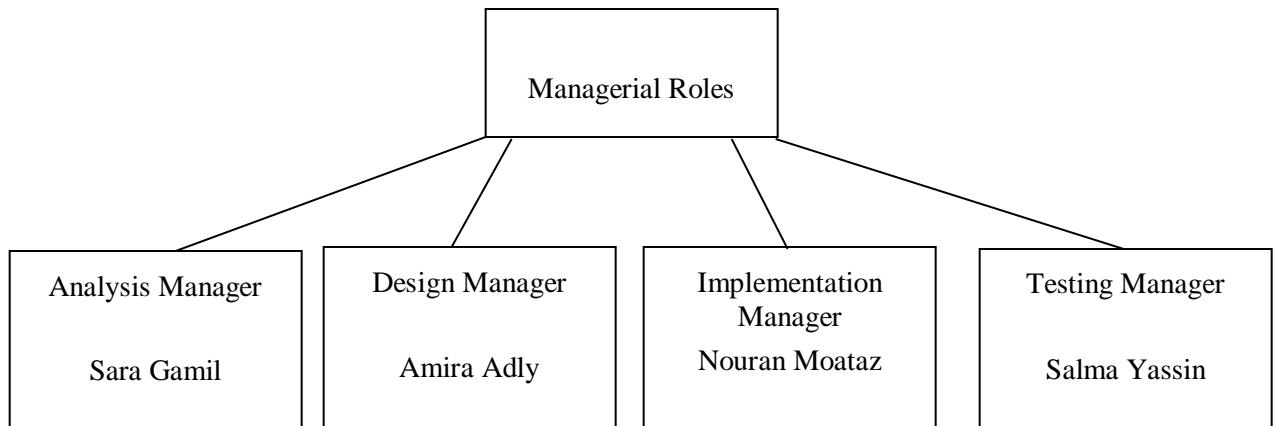 Managerial Roles
Analysis Manager
Sara Gamil
Design Manager
Amira Adly
Implementation
Manager
Nouran Moataz
Testing Manager
Salma Yassin